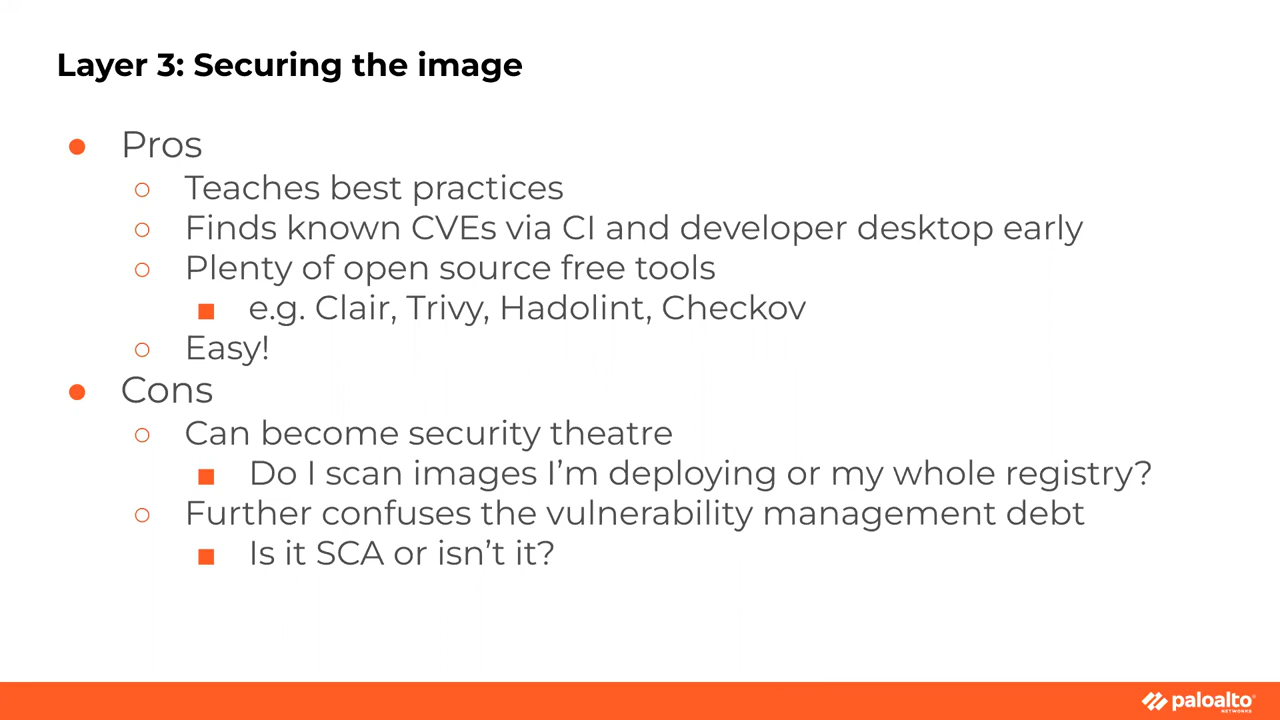 Layer 3: Securing the image
● Pros
○ Teaches best practices
○ Finds known CVEs via CI and developer desktop early
○ Plenty of open source free tools
■ e.g. Clair, Trivy, Hadolint, Checkov
○ Easy!
● Cons
○ Can become security theatre
■ Do I scan images I’m deploying or my whole registry?
○ Further confuses the vulnerability management debt
■ Is it SCA or isn’t it?
paloalto
NETWORKS